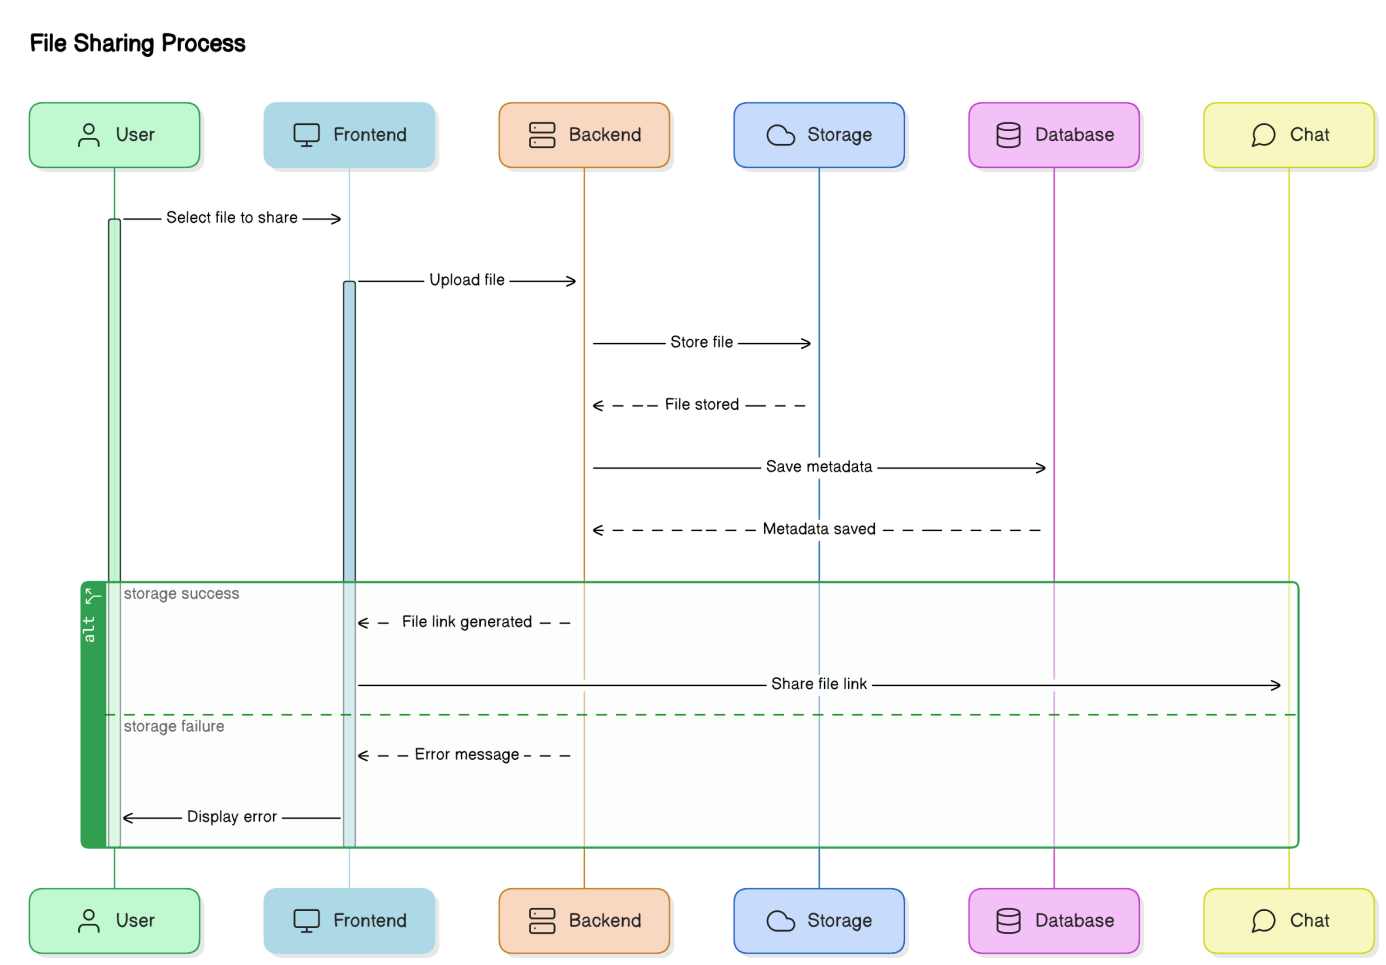 File Sharing Process
User
Frontend
Backend
Storage
Database
Chat
Select file to share
Upload file
Store file
File stored
Save metadata
Metadata saved
alt
storage success
File link generated
Share file link
storage failure
Error message
Display error
User
Frontend
Backend
Storage
Database
Chat